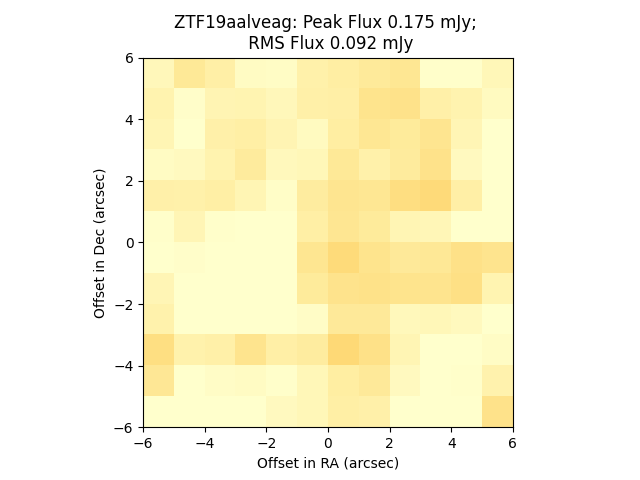 ZTF19aalveag: Peak Flux 0.175 mJy;
RMS Flux 0.092 mJy
6
4
2
0
−2
−4
−6
Offset in Dec (arcsec)
−6 −4 −2 0 2 4 6
Offset in RA (arcsec)